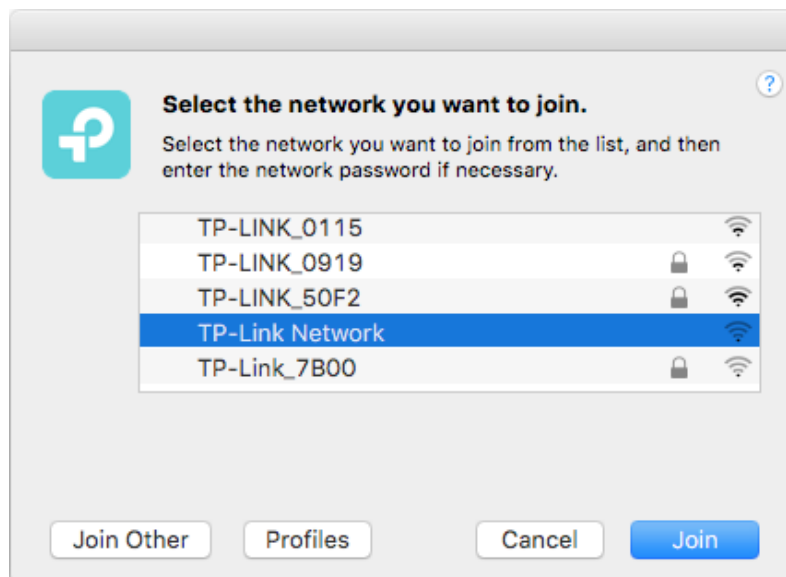 ?
Select the network you want to join.
Select the network you want to join from the list, and then
enter the network password if necessary.
TP-LINK_0115
TP-LINK_0919
TP-LINK_50F2
TP-Link Network
TP-Link_7B00
Join Other Profiles Cancel Join